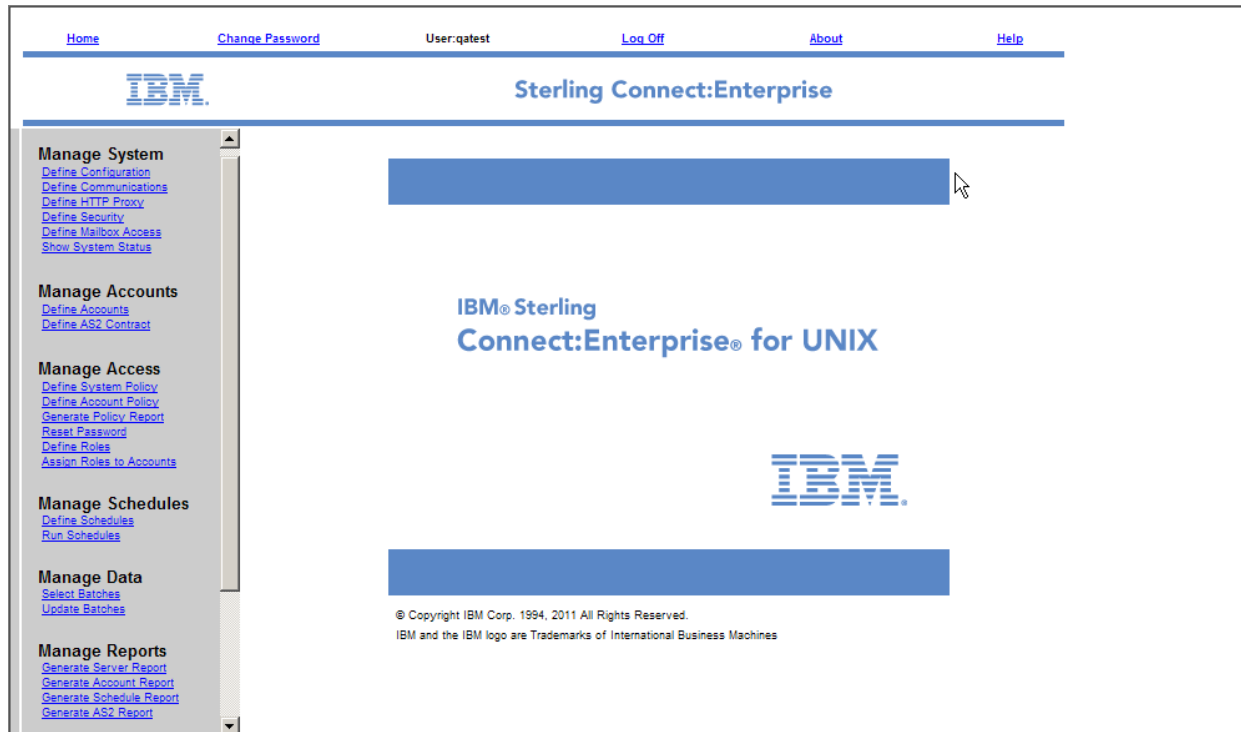 Home Change Password User:qatest Log Off About Help
IBM. Sterling Connect:Enterprise
Manage System
Define Configuration
Define Communications
Define HTTP Proxy
Define Security
Define Mailbox Access
Show System Status
Manage Accounts
Define Accounts
Define AS2 Contract
Manage Access
Define System Policy
Define Account Policy
Generate Policy Report
Reset Password
Define Roles
Assign Roles to Accounts
Manage Schedules
Define Schedules
Run Schedules
Manage Data
Select Batches
Update Batches
Manage Reports
Generate Server Report
Generate Account Report
Generate Schedule Report
Generate AS2 Report
IBM® Sterling
Connect:Enterprise® for UNIX
IBM.
© Copyright IBM Corp. 1994, 2011 All Rights Reserved.
IBM and the IBM logo are Trademarks of International Business Machines